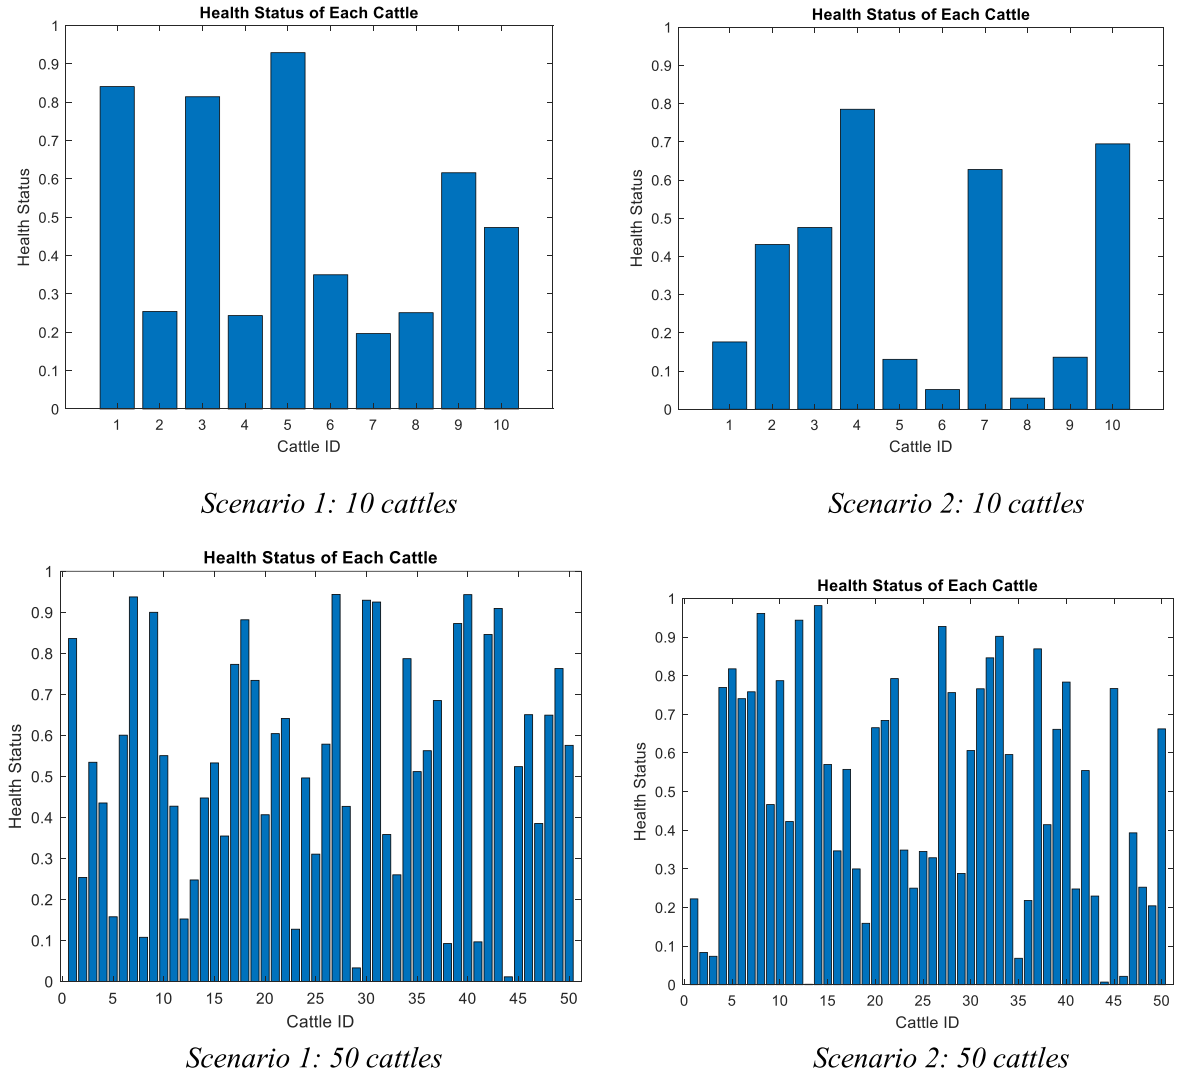 Health Status of Each Cattle
1
0.9
0.8
0.7
0.6
0.5
0.4
0.3
0.2
0.1
0
Health Status
1 2 3 4 5 6 7 8 9 10
Cattle ID
Scenario 1: 10 cattles
Health Status of Each Cattle
1
0.9
0.8
0.7
0.6
0.5
0.4
0.3
0.2
0.1
0
Health Status
1 2 3 4 5 6 7 8 9 10
Cattle ID
Scenario 2: 10 cattles
Health Status of Each Cattle
1
0.9
0.8
0.7
0.6
0.5
0.4
0.3
0.2
0.1
0
Health Status
0 5 10 15 20 25 30 35 40 45 50
Cattle ID
Scenario 1: 50 cattles
Health Status of Each Cattle
1
0.9
0.8
0.7
0.6
0.5
0.4
0.3
0.2
0.1
0
Health Status
0 5 10 15 20 25 30 35 40 45 50
Cattle ID
Scenario 2: 50 cattles